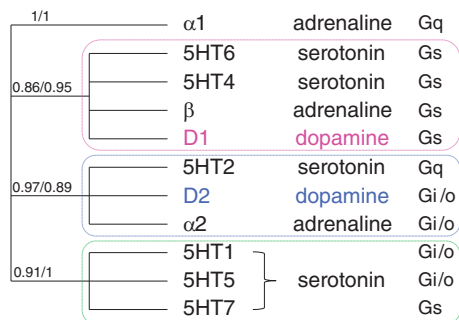 1/1 α1 adrenaline Gq
5HT6 serotonin Gs
0.86/0.95 5HT4 serotonin Gs
β adrenaline Gs
D1 dopamine Gs
5HT2 serotonin Gq
0.97/0.89 D2 dopamine Gi/o
α2 adrenaline Gi/o
5HT1 Gi/o
0.91/1 5HT5 serotonin Gi/o
5HT7 Gs